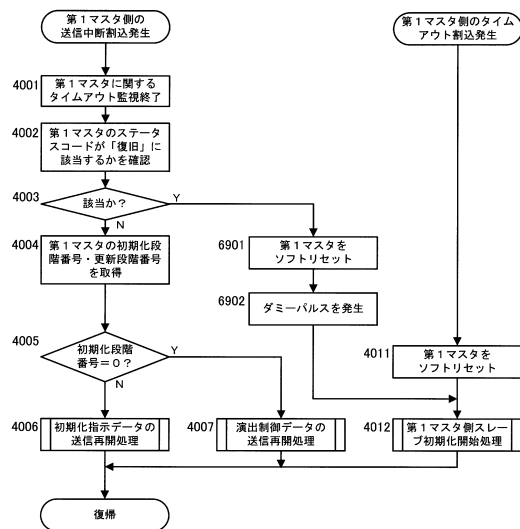 第1マスタ側の
送信中断割込発生
第1マスタ側のタイム
アウト割込発生
4001
第1マスタに関する
タイムアウト監視終了
4002
第1マスタのステータ
スコードが「復旧」に
該当するかを確認
4003
該当か?
Y
N
4004
第1マスタの初期化段
階番号・更新段階番号
を取得
6901
第1マスタを
ソフトリセット
6902
ダミーパルスを発生
4005
初期化段階
番号=0?
Y
N
4011
第1マスタを
ソフトリセット
4006
初期化指示データの
送信再開処理
4007
演出制御データの
送信再開処理
4012
第1マスタ側スレー
ブ初期化開始処理
復帰